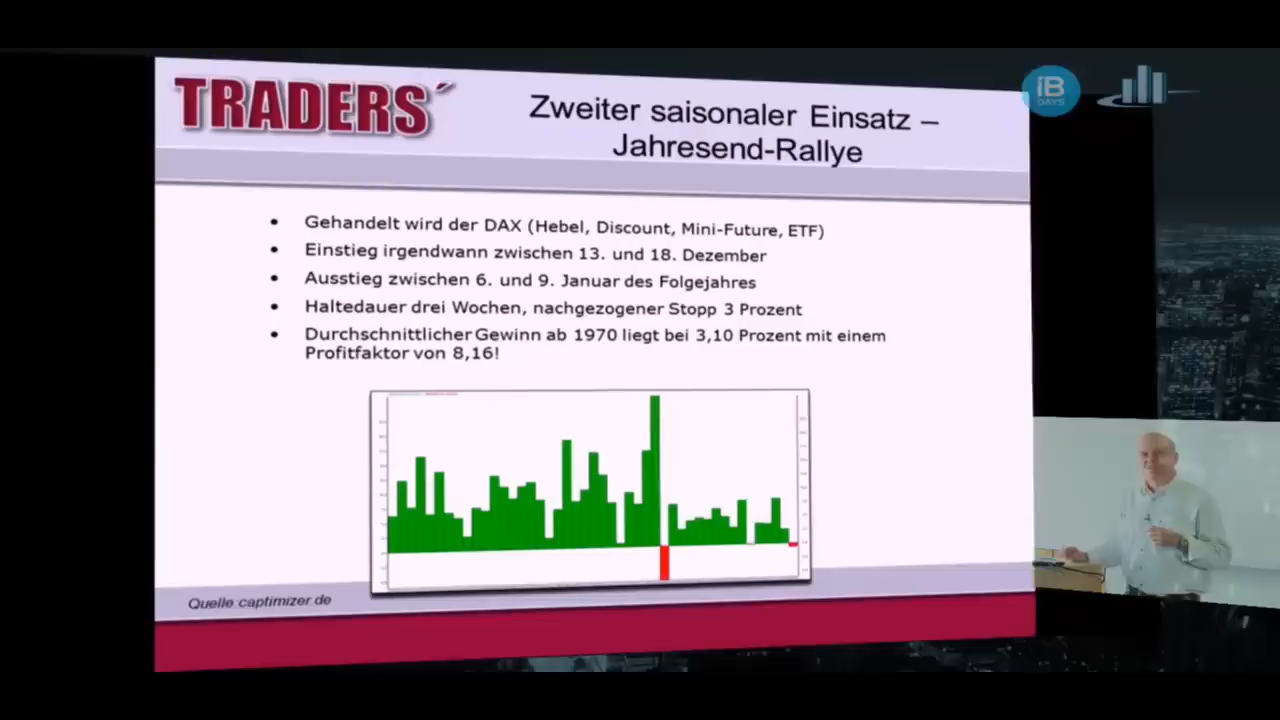 TRADERS´
Zweiter saisonaler Einsatz –
Jahresend-Rallye
iB
DAYS
• Gehandelt wird der DAX (Hebel, Discount, Mini-Future, ETF)
• Einstieg irgendwann zwischen 13. und 18. Dezember
• Ausstieg zwischen 6. und 9. Januar des Folgejahres
• Haltedauer drei Wochen, nachgezogener Stopp 3 Prozent
• Durchschnittlicher Gewinn ab 1970 liegt bei 3,10 Prozent mit einem
Profitfaktor von 8,16!
Quelle:captimizer.de